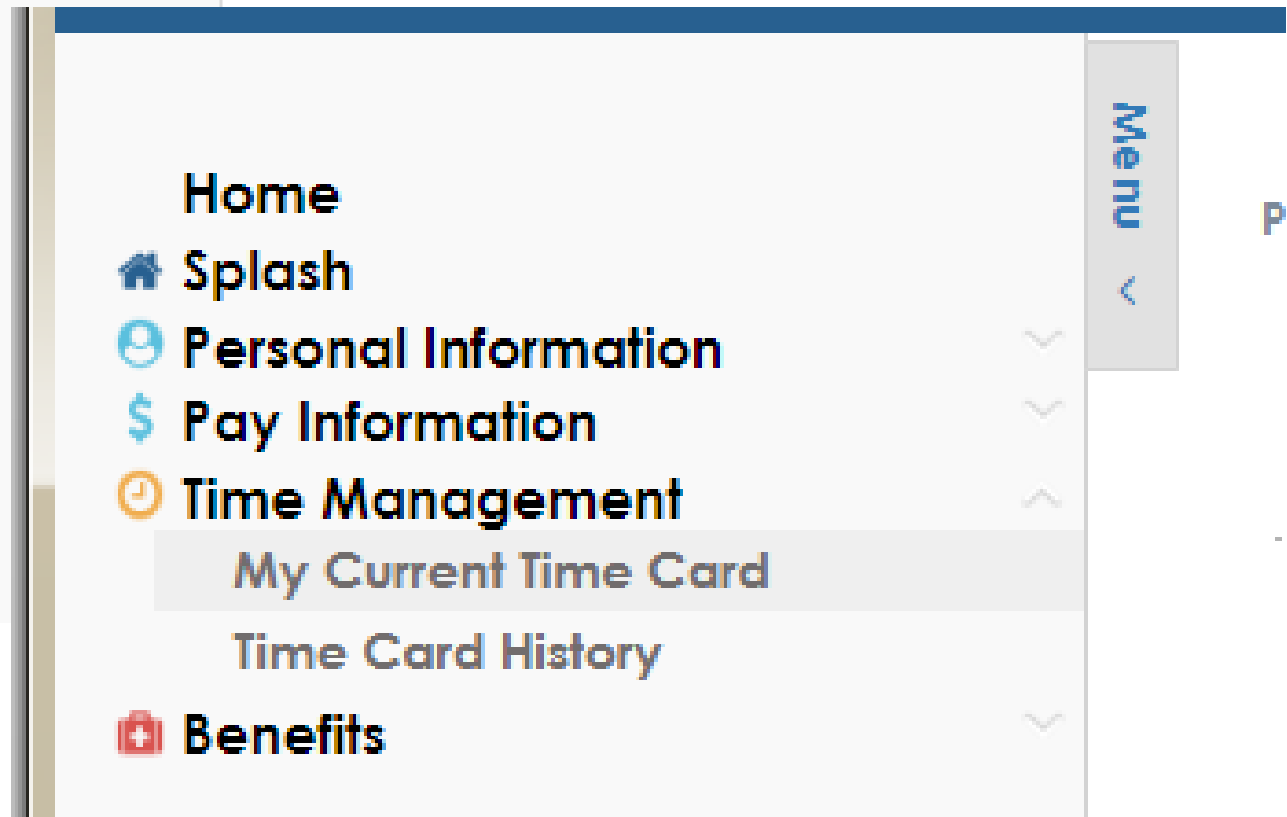 Home
Splash
Personal Information
Pay Information
Time Management
My Current Time Card
Time Card History
Benefits
Menu
P